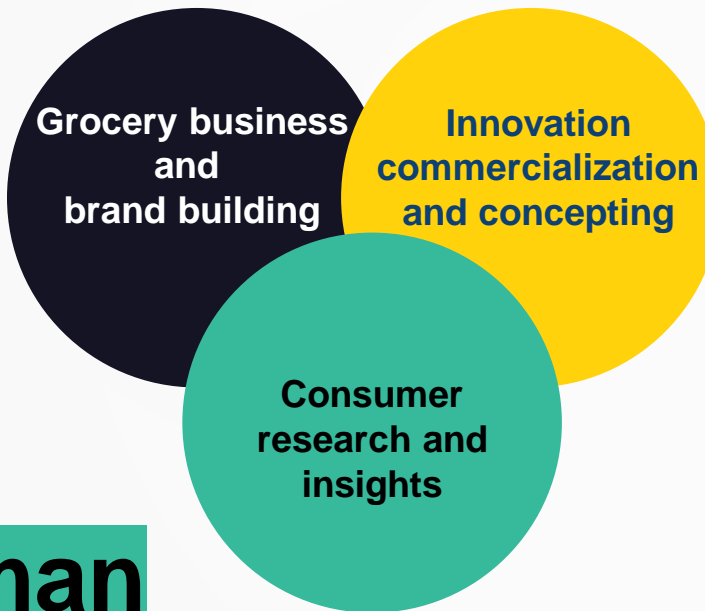 Grocery business
and
brand building
Innovation
commercialization
and concepting
Consumer
research and
insights